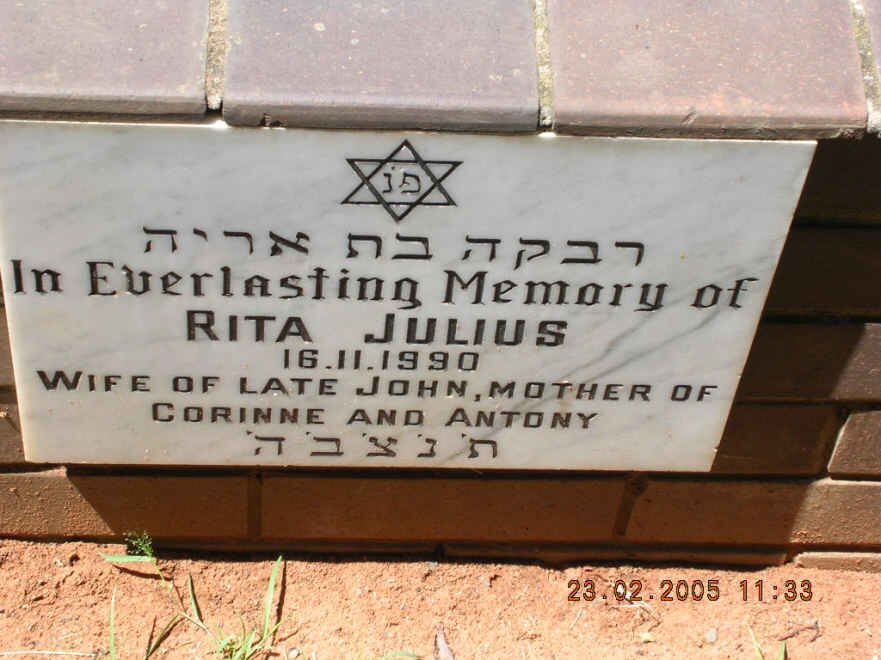 פנ
רבקה בת אריה יה
In Everlasting Memory of
RITA JULIUS
16.11.1990
WIFE OF LATE JOHN, MOTHER OF
CORINNE AND ANTONY
ת'נ'צ'ב'ה'
23.02.2005 11:33